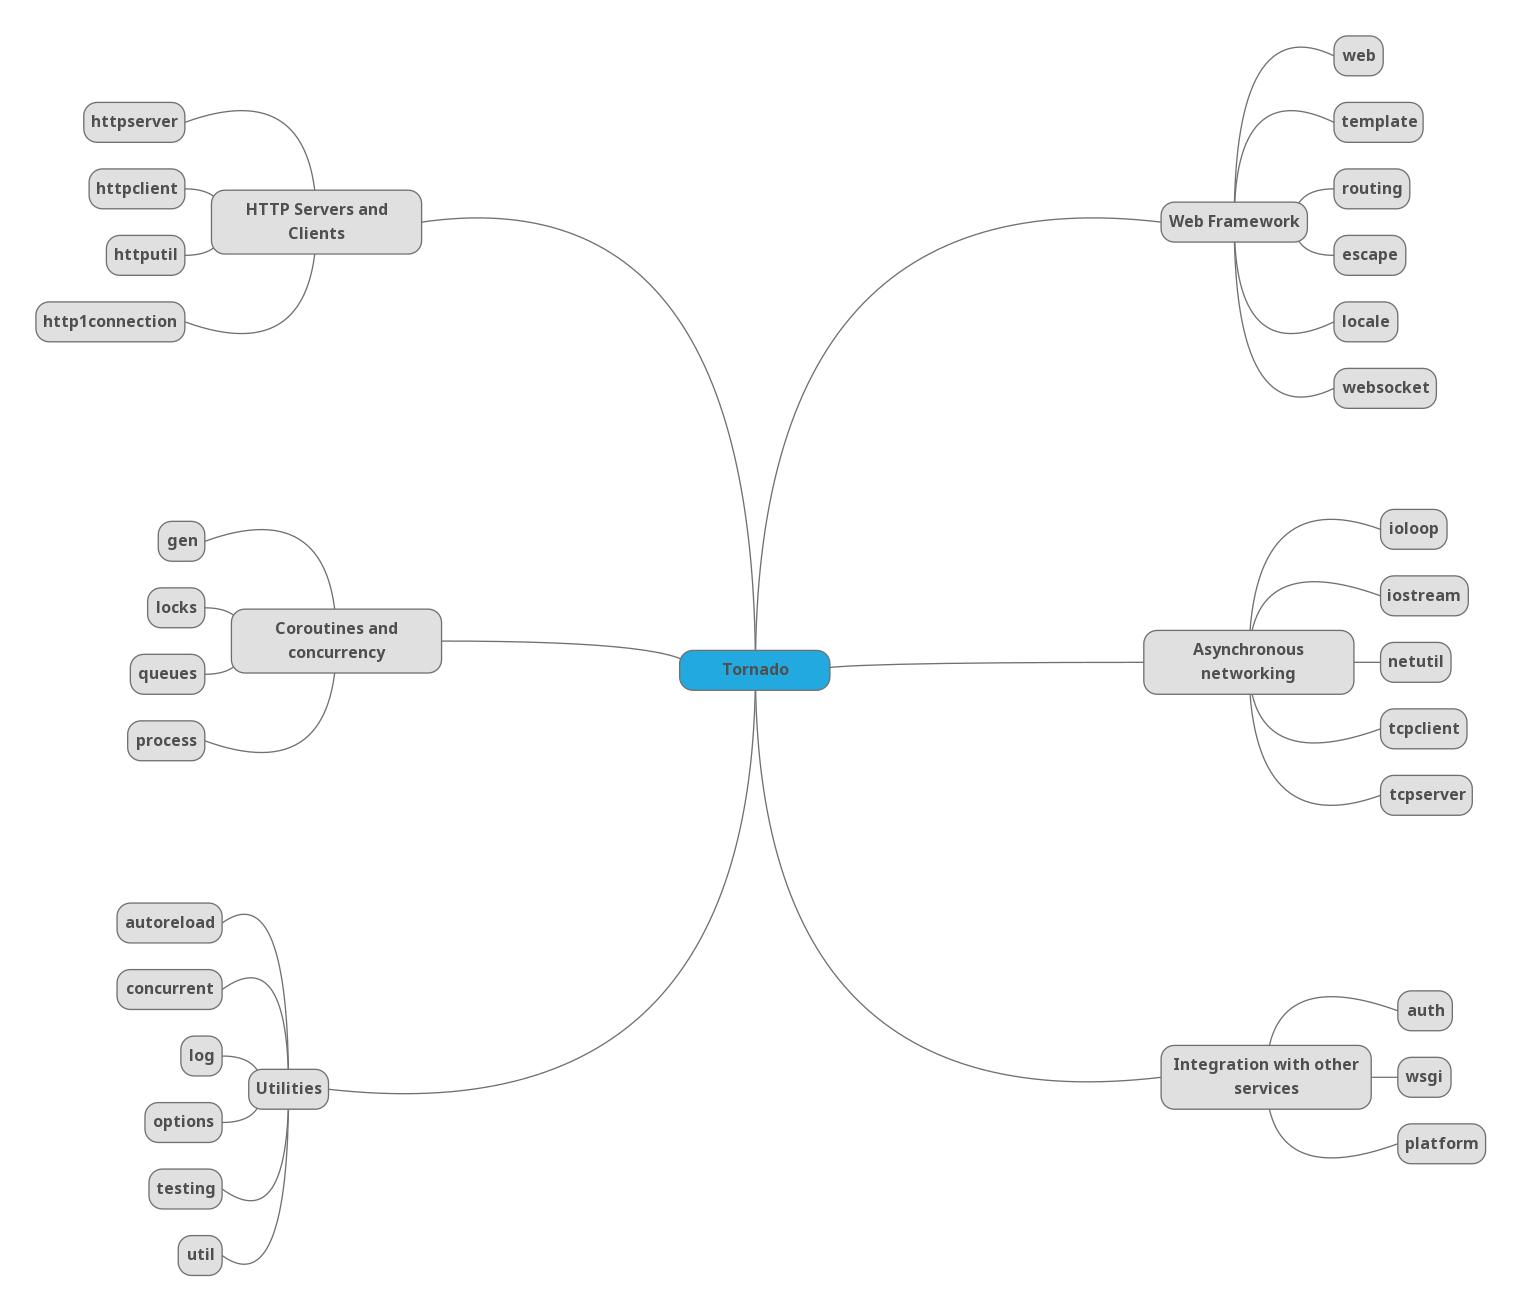 Tornado
HTTP Servers and
Clients
httpserver
httpclient
httputil
http1connection
Coroutines and
concurrency
gen
locks
queues
process
Utilities
autoreload
concurrent
log
options
testing
util
Web Framework
web
template
routing
escape
locale
websocket
Asynchronous
networking
ioloop
iostream
netutil
tcpclient
tcpserver
Integration with other
services
auth
wsgi
platform